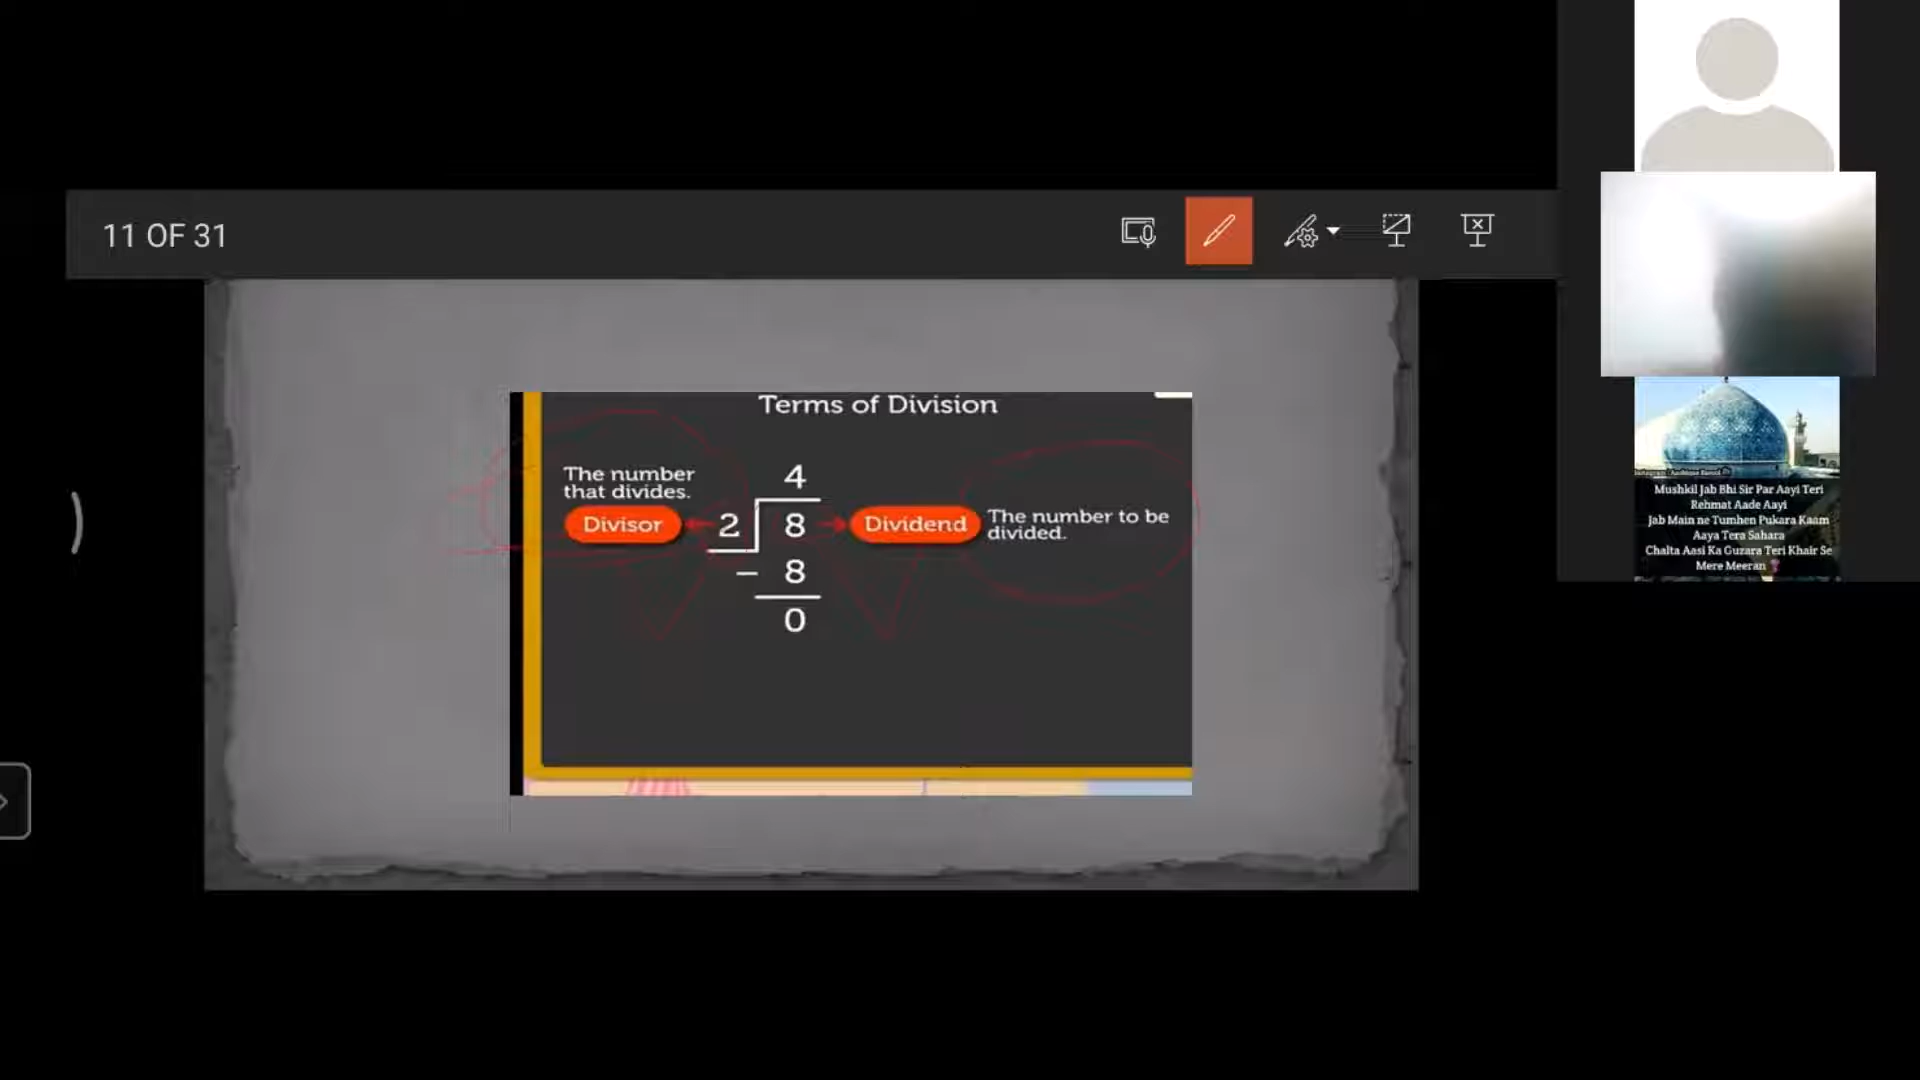 11 OF 31
Terms of Division
The number
that divides.
Divisor
4
2 8
Dividend
The number to be
divided.
– 8
0
Mushkil Jab Bhi Sir Par Aayi Teri
Rehmat Aade Aayi
Jab Main ne Tumhen Pukara Kaam
Aaya Tera Sahara
Chalta Aasi Ka Guzara Teri Khair Se
Mere Meeran